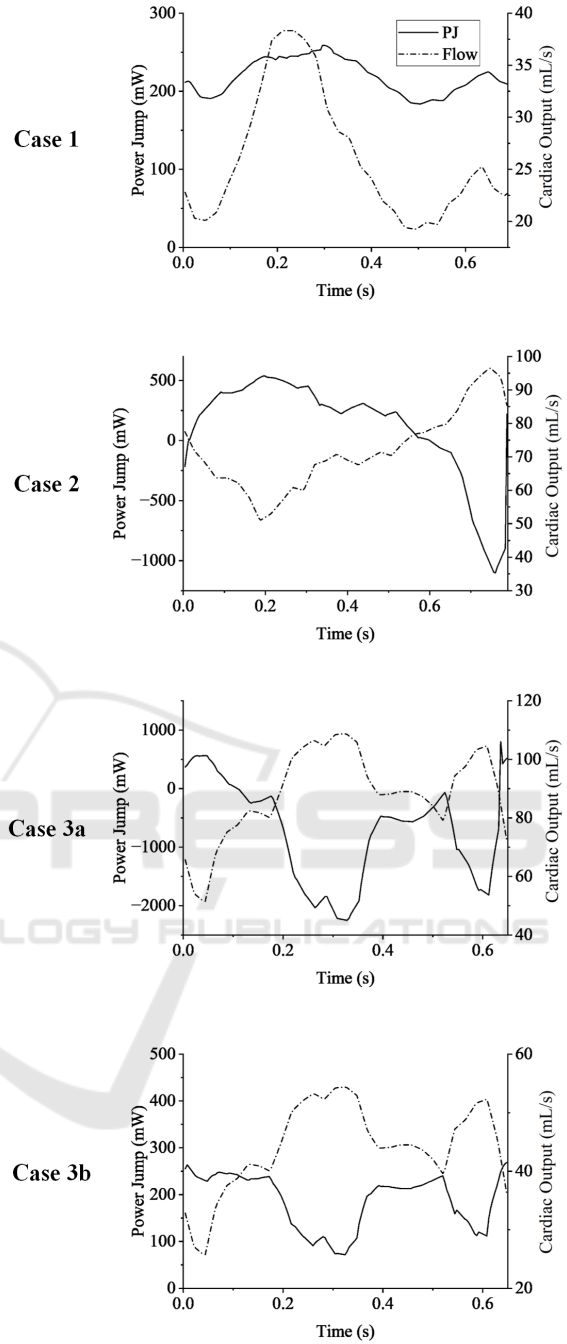 Case 1
Power Jump (mW)
300
200
100
0
PJ
Flow
40
35
30
25
20
Cardiac Output (mL/s)
0.0 0.2 0.4 0.6
Time (s)
Case 2
Power Jump (mW)
500
0
−500
−1000
100
90
80
70
60
50
40
30
Cardiac Output (mL/s)
0.0 0.2 0.4 0.6
Time (s)
Case 3a
Power Jump (mW)
1000
0
−1000
−2000
120
100
80
60
40
Cardiac Output (mL/s)
0.0 0.2 0.4 0.6
Time (s)
PRESS
LOGY PUBLICATIONS
Case 3b
Power Jump (mW)
500
400
300
200
100
0
60
40
20
Cardiac Output (mL/s)
0.0 0.2 0.4 0.6
Time (s)